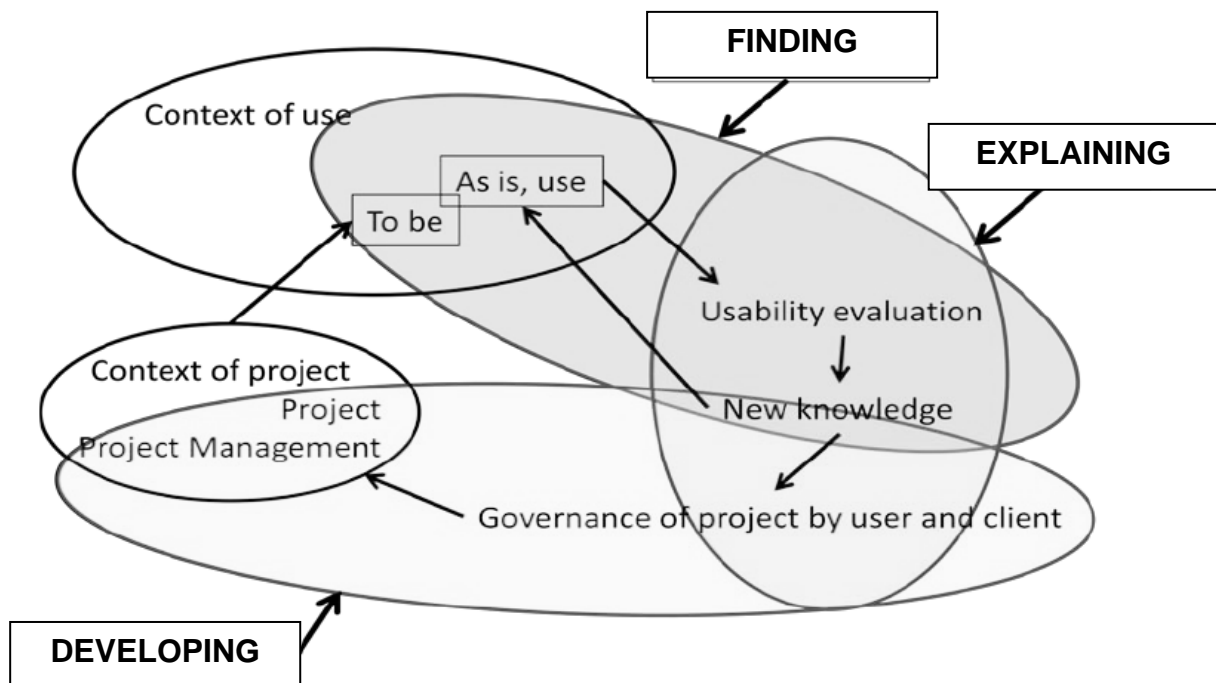 FINDING
Context of use
EXPLAINING
As is, use
To be
Usability evaluation
Context of project
Project
New knowledge
Project Management
Governance of project by user and client
DEVELOPING